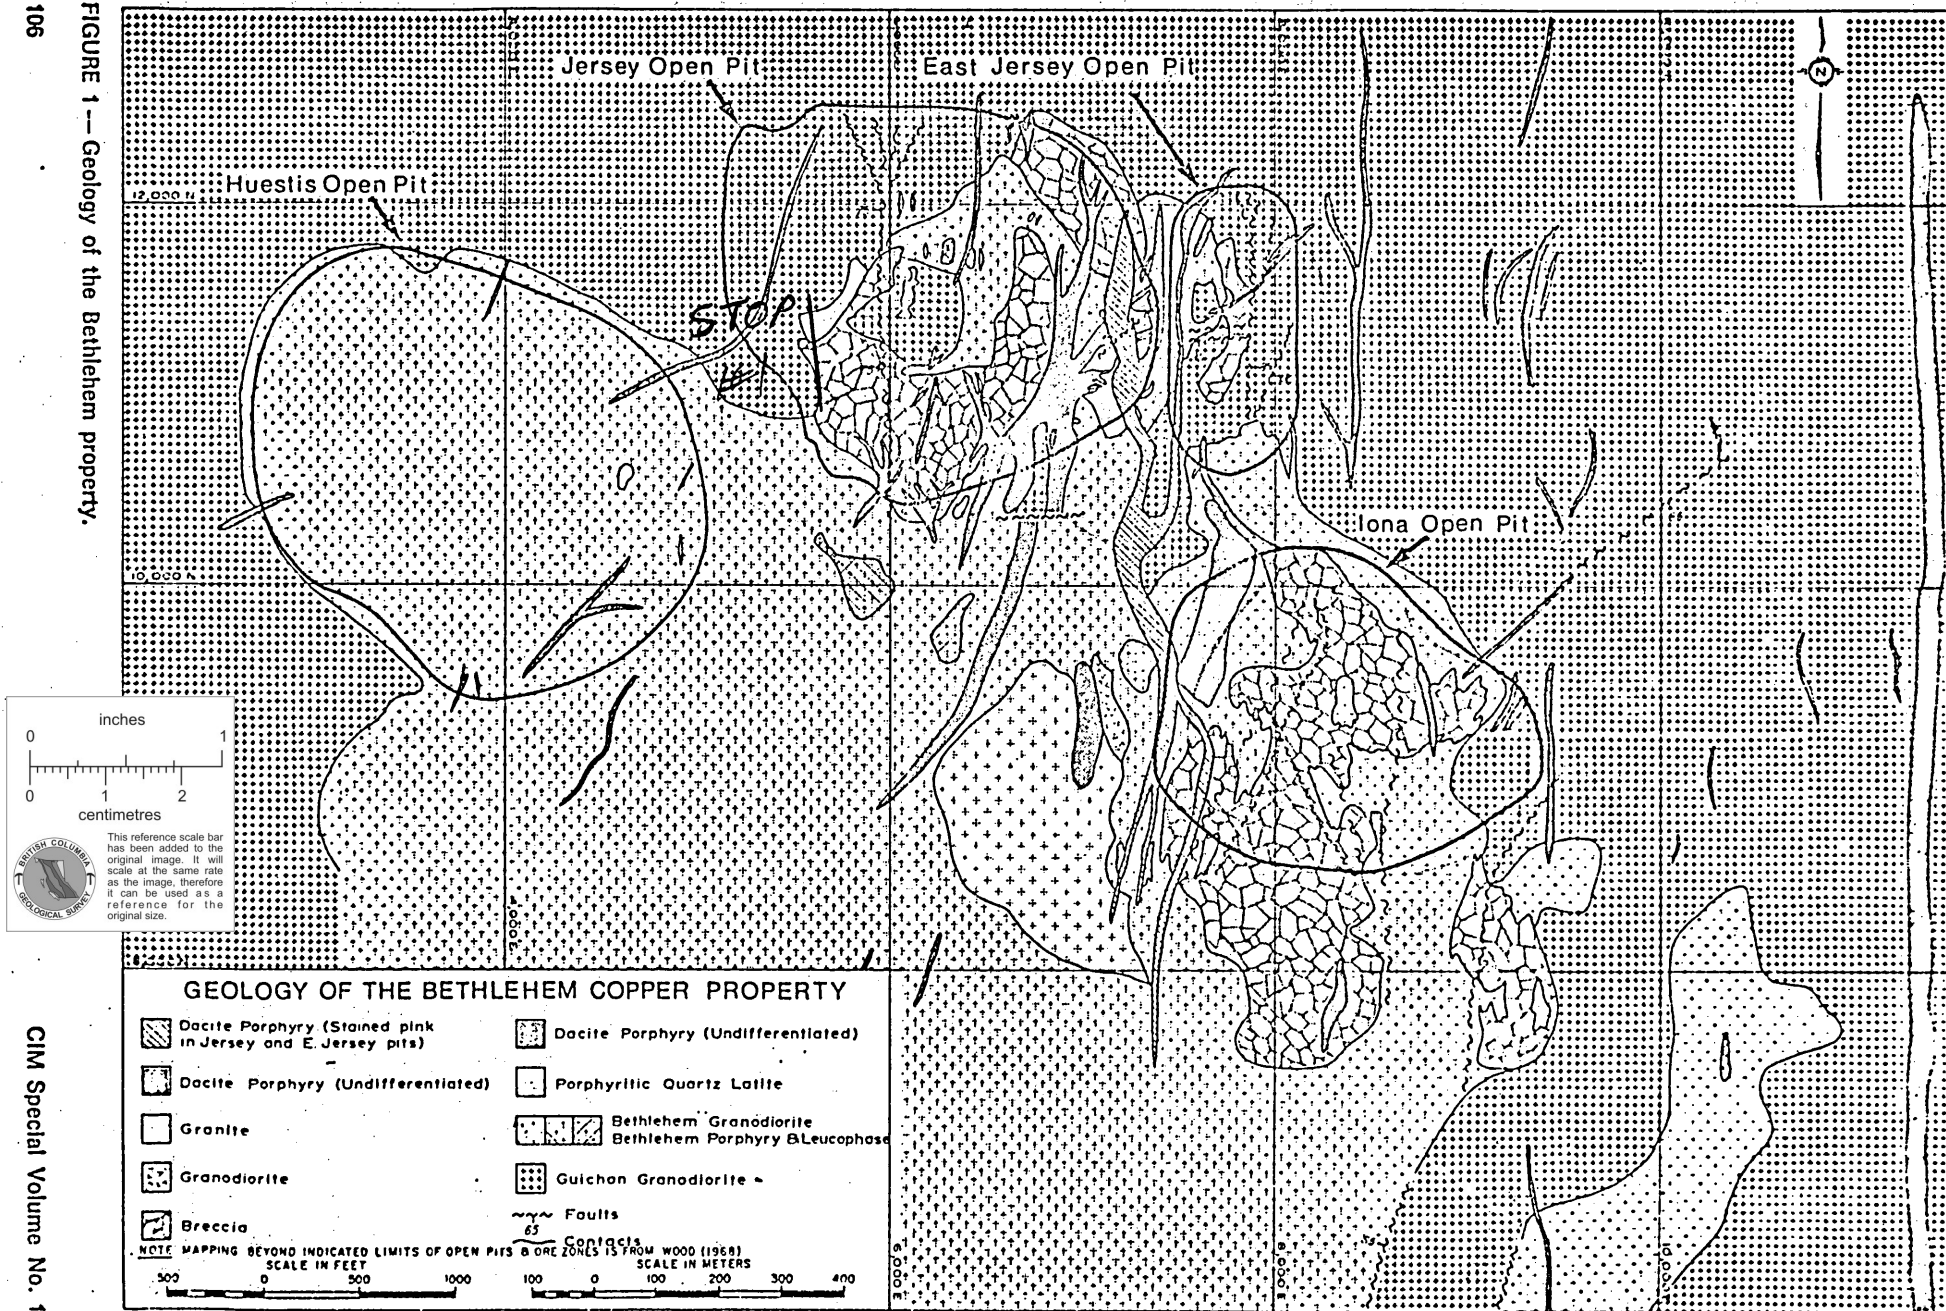 106
FIGURE 1 — Geology of the Bethlehem property.
CIM Special Volume No. 1
Jersey Open Pit
East Jersey Open Pit
Huestis Open Pit
12,000 N
N
STOP
Iona Open Pit
10,000 N
inches
0 1
0 1 2
centimetres
This reference scale bar
has been added to the
original image. It will
scale at the same rate
as the image, therefore
it can be used as a
reference for the
original size.
BRITISH COLUMBIA
GEOLOGICAL SURVEY
4,000 E
GEOLOGY OF THE BETHLEHEM COPPER PROPERTY
Dacite Porphyry (Stained pink
in Jersey and E. Jersey pits)
Dacite Porphyry (Undifferentiated)
Granite
Granodiorite
Breccia
Dacite Porphyry (Undifferentiated)
Porphyritic Quartz Latite
Bethlehem Granodiorite
Bethlehem Porphyry & Leucophase
Guichon Granodiorite
Faults
65
Contacts
NOTE MAPPING BEYOND INDICATED LIMITS OF OPEN PITS & ORE ZONES IS FROM WOOD (1968)
SCALE IN FEET
500 0 500 1000
SCALE IN METERS
100 0 100 200 300 400
6,000 E
8,000 E